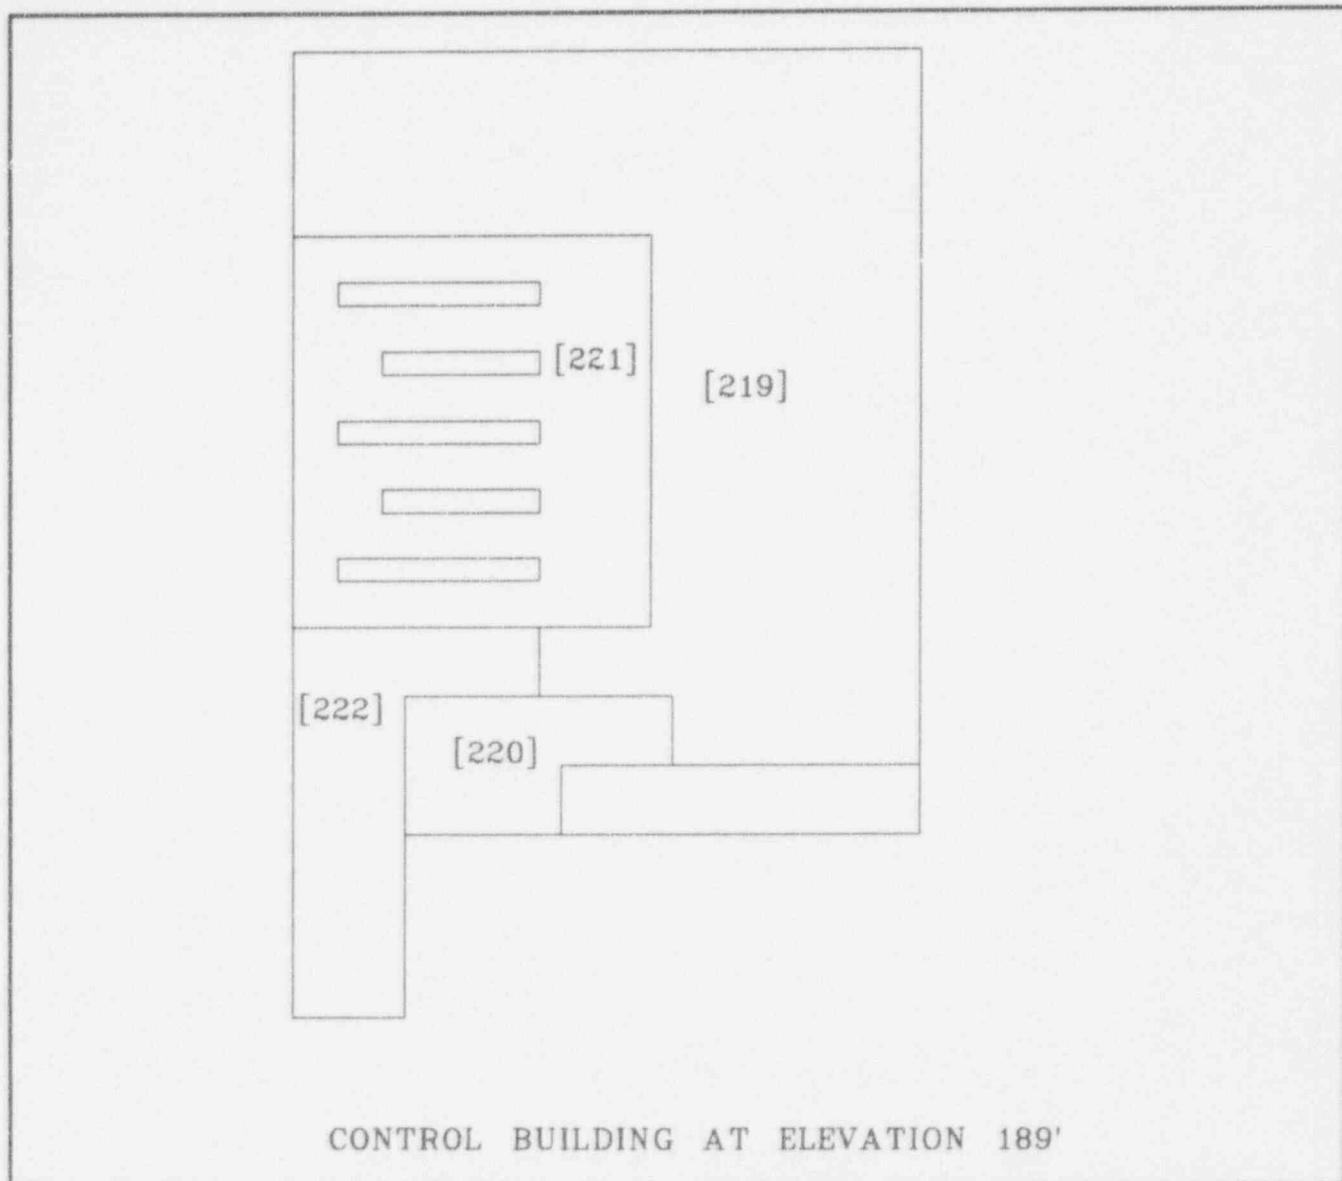 [221]
[219]
[222]
[220]
CONTROL BUILDING AT ELEVATION 189'